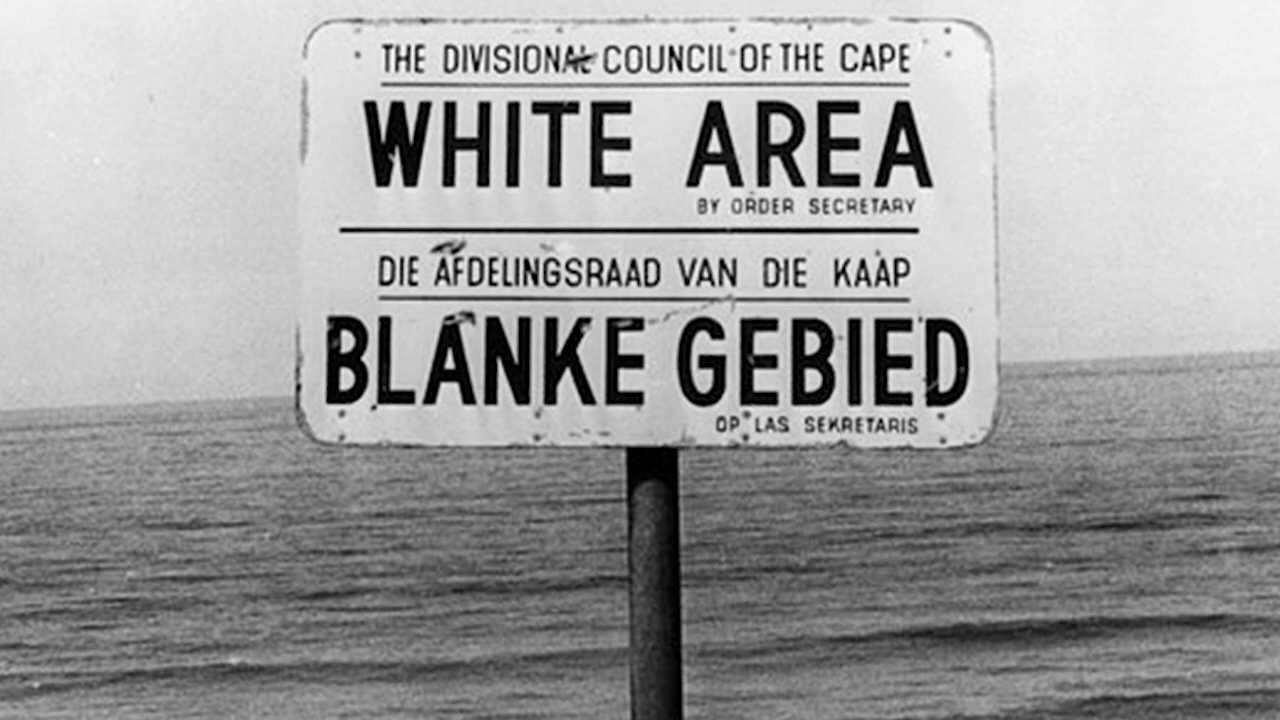 THE DIVISIONAL COUNCIL OF THE CAPE
WHITE AREA
BY ORDER SECRETARY
DIE AFDELINGSRAAD VAN DIE KAAP
BLANKE GEBIED
OP LAS SEKRETARIS